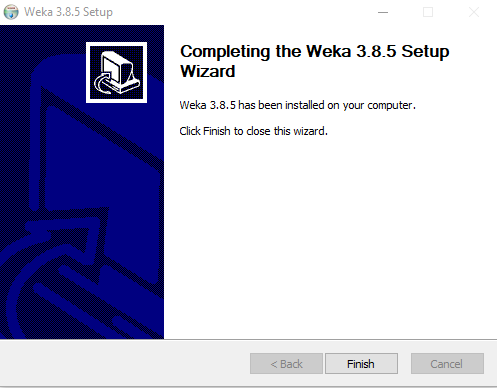 Weka 3.8.5 Setup
Completing the Weka 3.8.5 Setup
Wizard
Weka 3.8.5 has been installed on your computer.
Click Finish to close this wizard.
< Back
Finish
Cancel